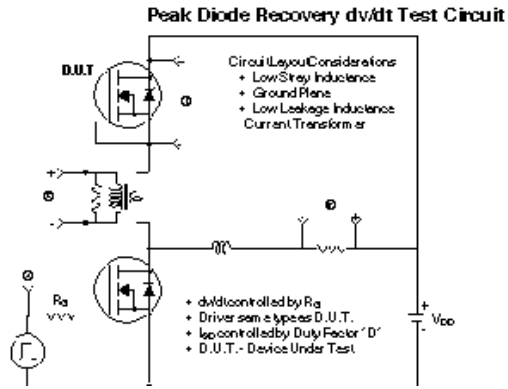 Peak Diode Recovery dv/dt Test Circuit
D.U.T
Circuit Layout Considerations
• Low Stray Inductance
• Ground Plane
• Low Leakage Inductance
Current Transformer
+
-
+
-
RG
• dv/dt controlled by RG
• Driver same type as D.U.T.
• ISD controlled by Duty Factor 'D'
• D.U.T. - Device Under Test
+
-
VDD